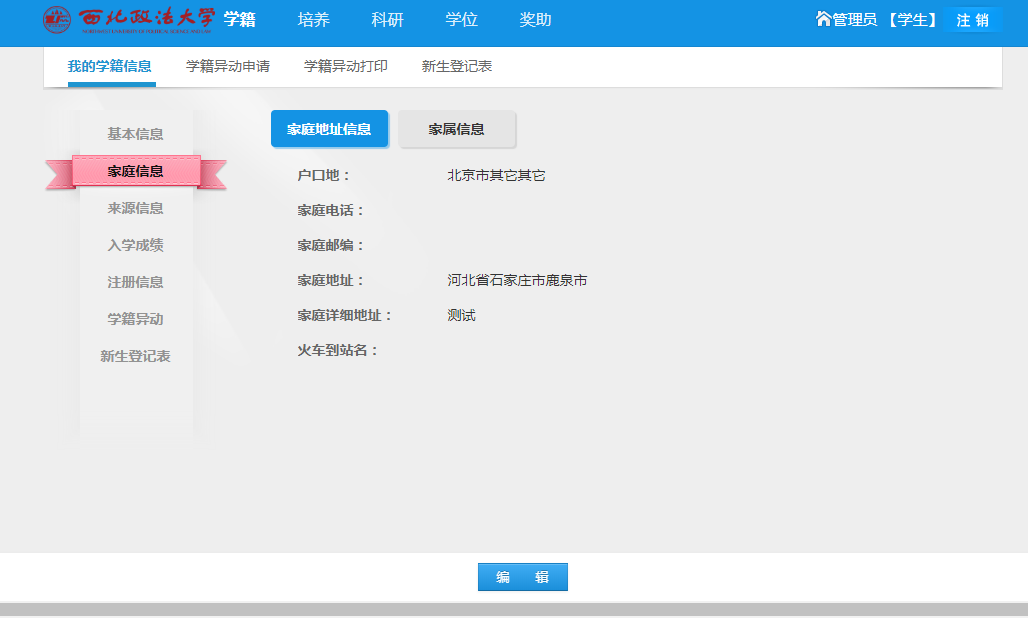 西北政法大学 学籍 培养 科研 学位 奖助 管理员 【学生】 注 销
我的学籍信息 学籍异动申请 学籍异动打印 新生登记表
基本信息
家庭信息
来源信息
入学成绩
注册信息
学籍异动
新生登记表
家庭地址信息 家属信息
户口地： 北京市其它其它
家庭电话：
家庭邮编：
家庭地址： 河北省石家庄市鹿泉市
家庭详细地址： 测试
火车到站名：
编 辑